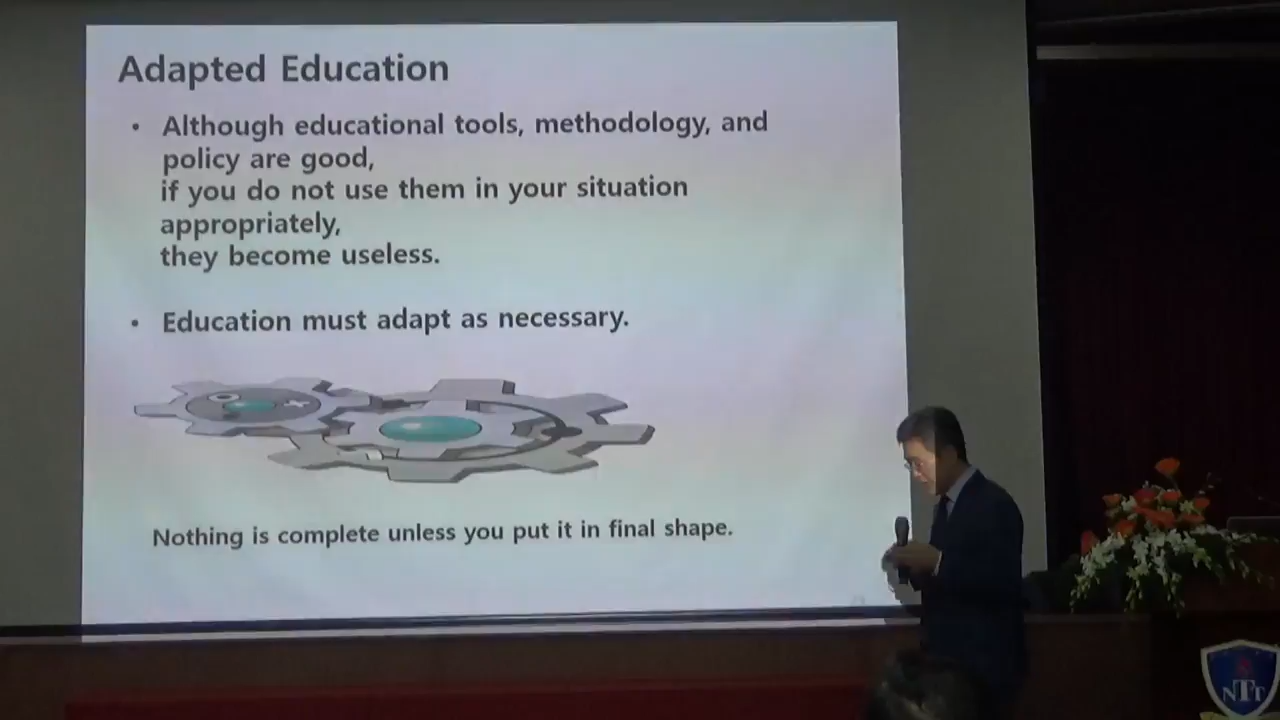 Adapted Education
• Although educational tools, methodology, and
policy are good,
if you do not use them in your situation
appropriately,
they become useless.
• Education must adapt as necessary.
Nothing is complete unless you put it in final shape.
NTT